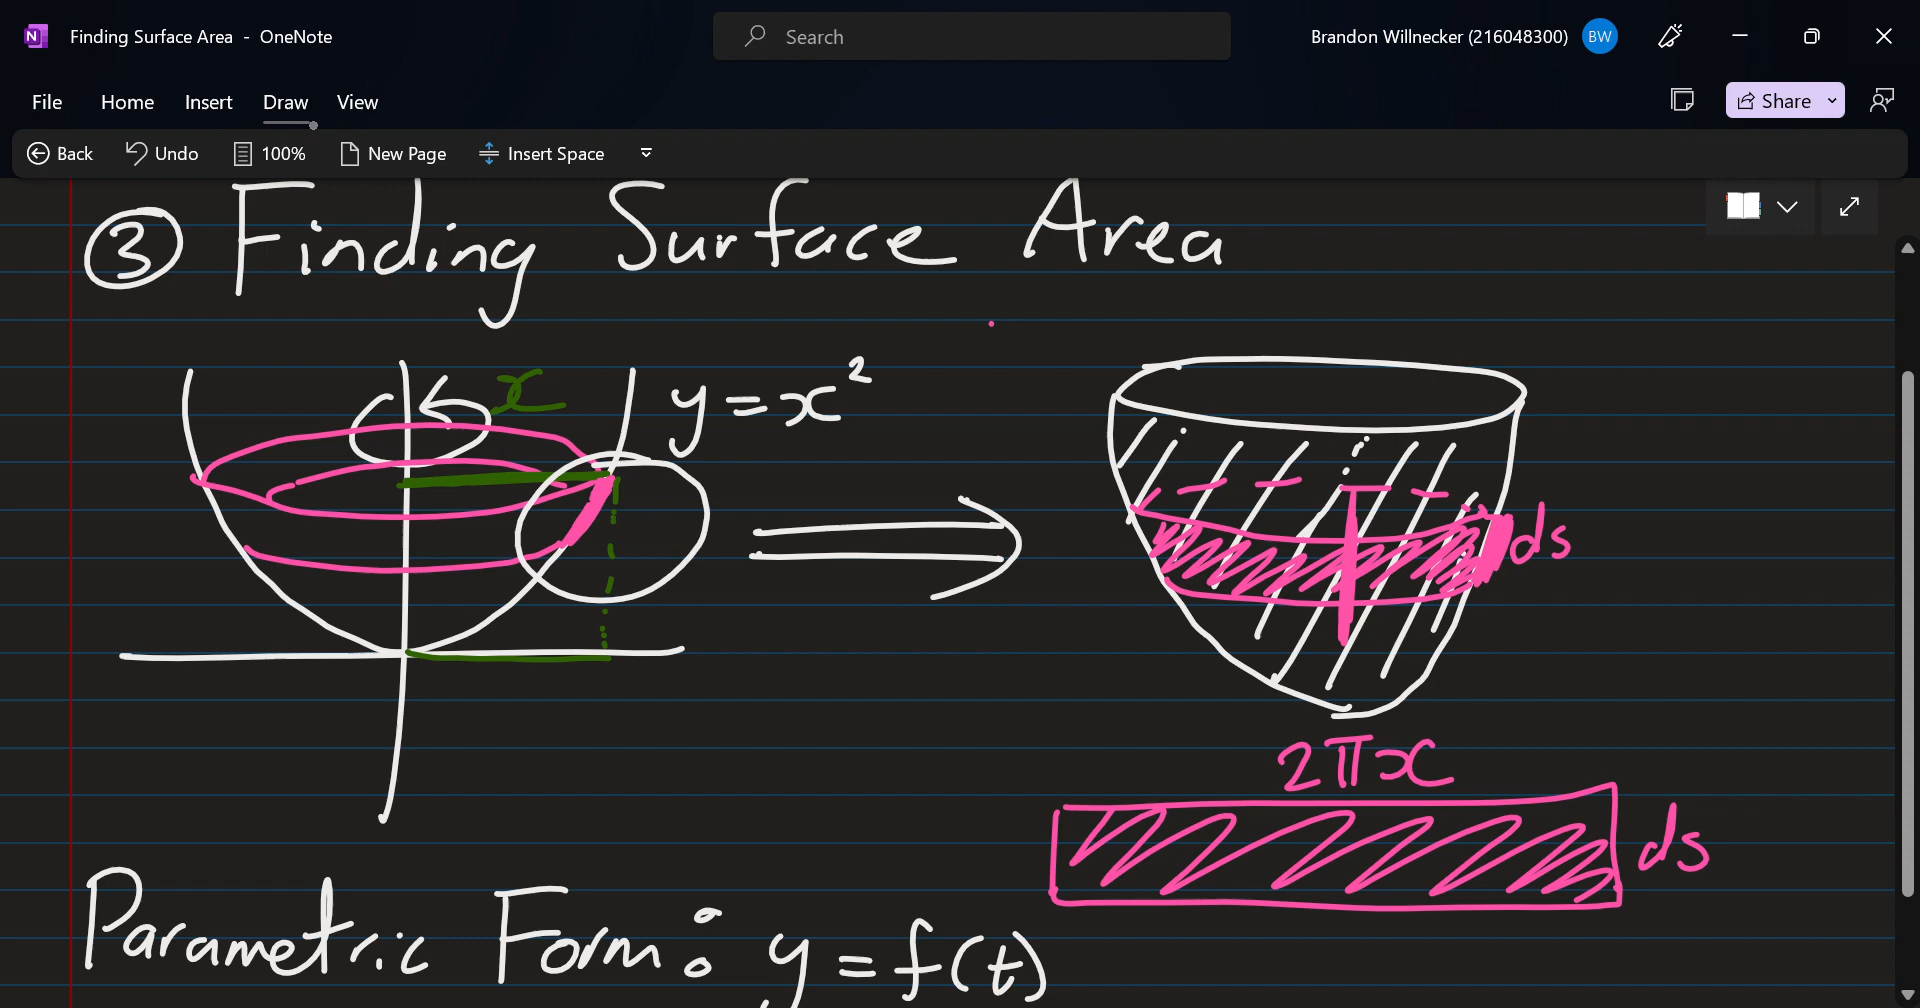 Finding Surface Area - OneNote
Search
Brandon Willnecker (216048300) BW
File Home Insert Draw View
Share
Back Undo 100% New Page Insert Space
③ Finding Surface Area
x
y = x²
ds
2πx
ds
Parametric Form: y = f(t)